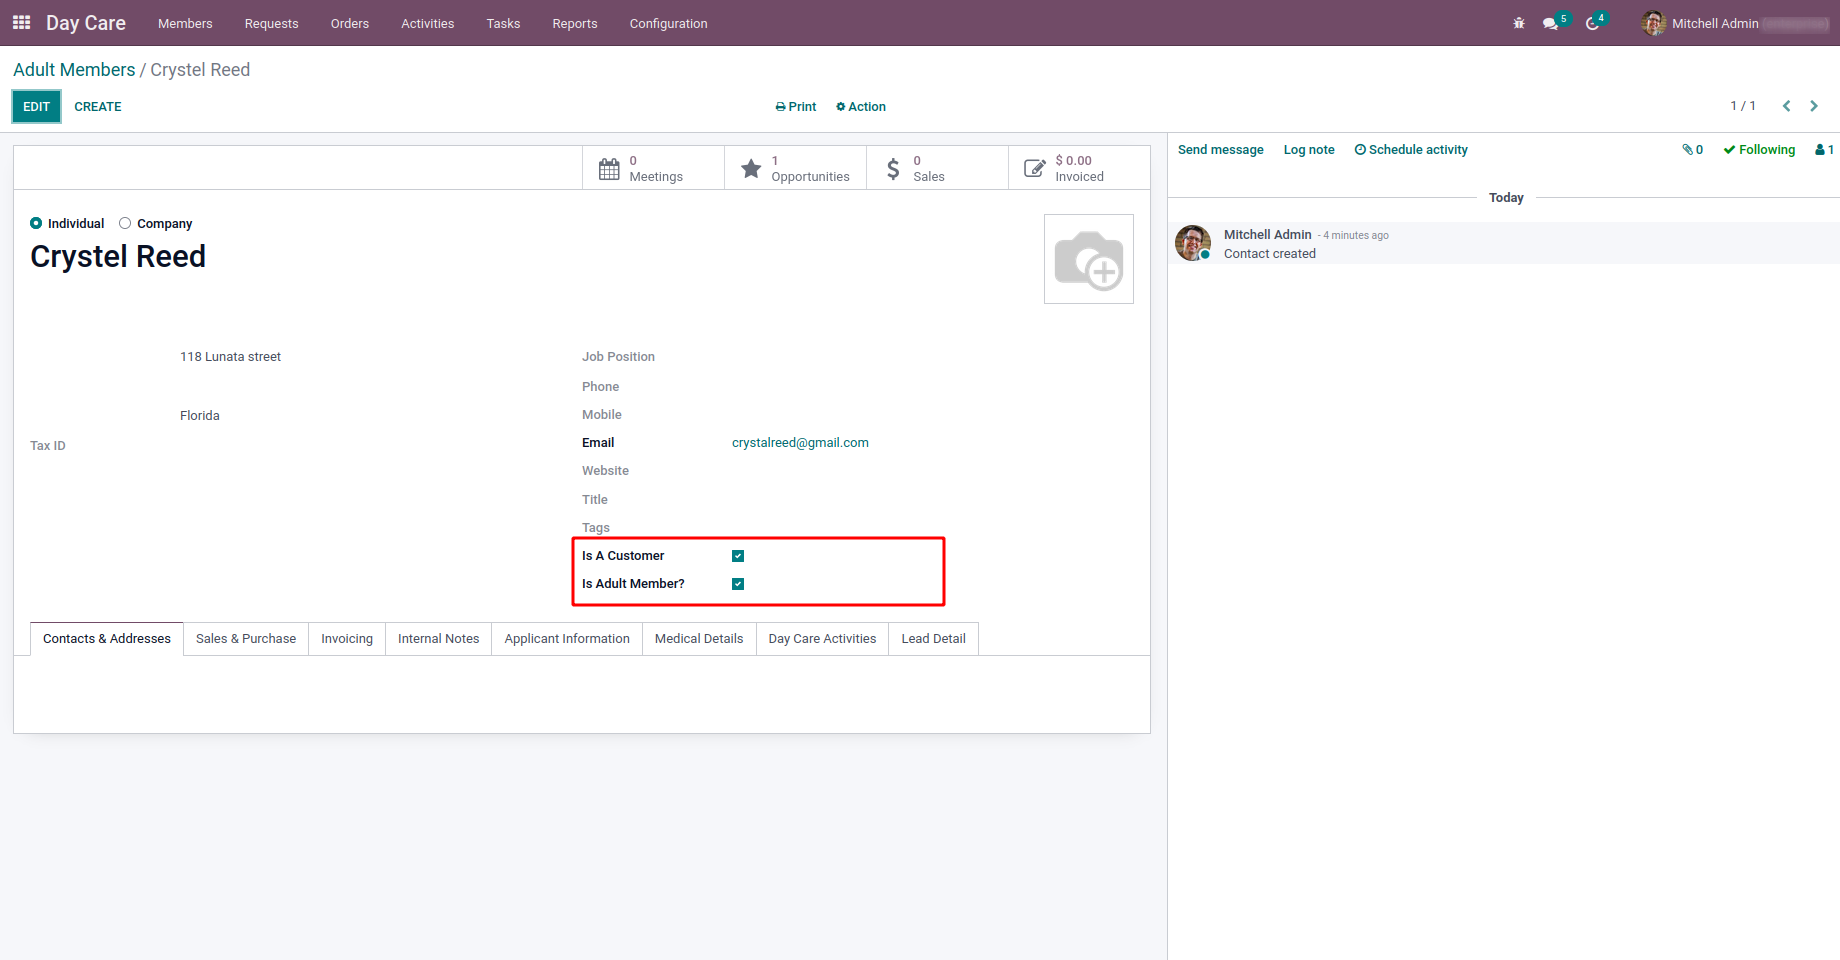 Day Care Members Requests Orders Activities Tasks Reports Configuration 5 4 Mitchell Admin
Adult Members / Crystel Reed
EDIT CREATE Print Action 1 / 1
Send message Log note Schedule activity 0 Following 1
0 Meetings
1 Opportunities
0 Sales
$ 0.00 Invoiced
Today
Individual Company
Crystel Reed
Mitchell Admin - 4 minutes ago
Contact created
118 Lunata street
Florida
Tax ID
Job Position
Phone
Mobile
Email crystalreed@gmail.com
Website
Title
Tags
Is A Customer
Is Adult Member?
Contacts & Addresses Sales & Purchase Invoicing Internal Notes Applicant Information Medical Details Day Care Activities Lead Detail